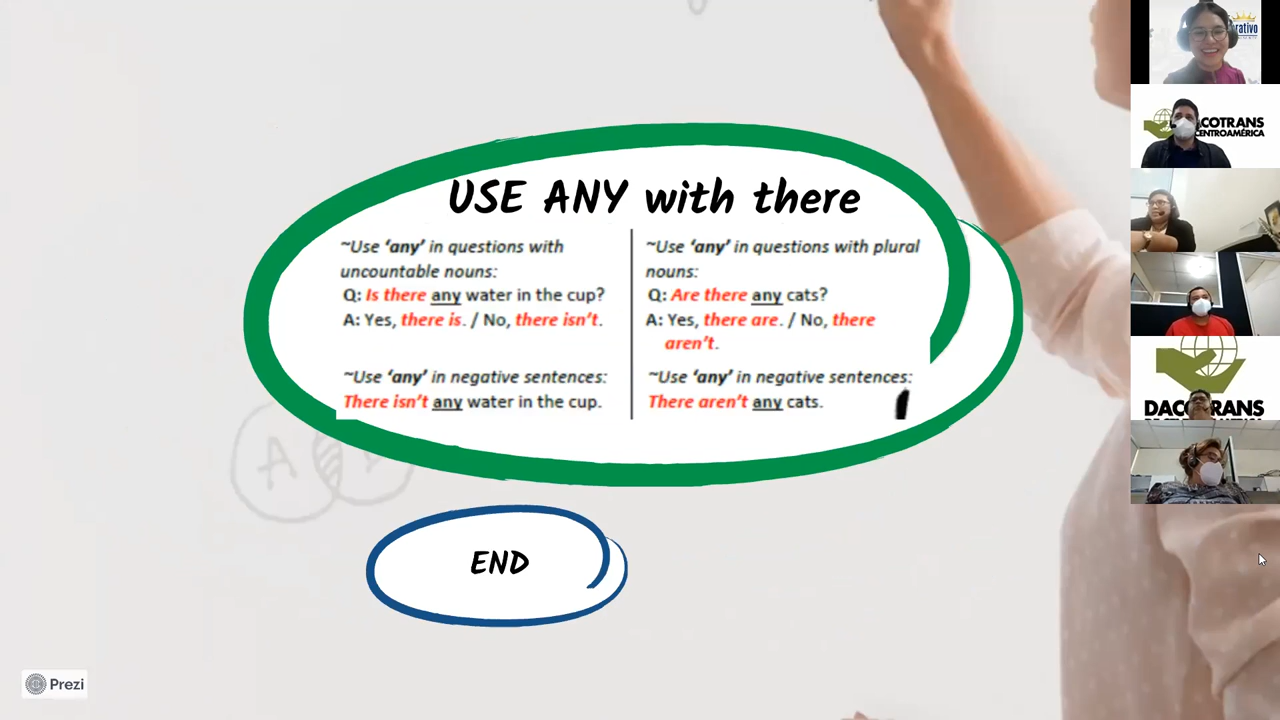 USE ANY with there
~Use ‘any’ in questions with
uncountable nouns:
Q: Is there any water in the cup?
A: Yes, there is. / No, there isn’t.
~Use ‘any’ in negative sentences:
There isn’t any water in the cup.
~Use ‘any’ in questions with plural
nouns:
Q: Are there any cats?
A: Yes, there are. / No, there
aren’t.
~Use ‘any’ in negative sentences:
There aren’t any cats.
END
A
Prezi
rativo
COTRANS
CENTROAMÉRICA
DACOTRANS